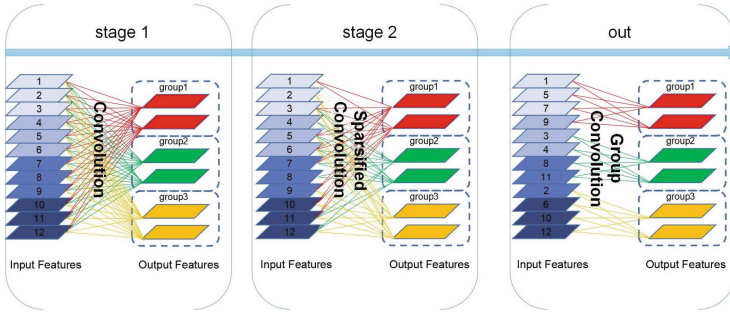 stage 1
stage 2
out
1
2
3
4
5
6
7
8
9
10
11
12
Convolution
group1
group2
group3
Input Features
Output Features
1
2
3
4
5
6
7
8
9
10
11
12
Sparsified
Convolution
group1
group2
group3
Input Features
Output Features
1
5
7
9
3
4
8
11
2
6
10
12
Group
Convolution
group1
group2
group3
Input Features
Output Features